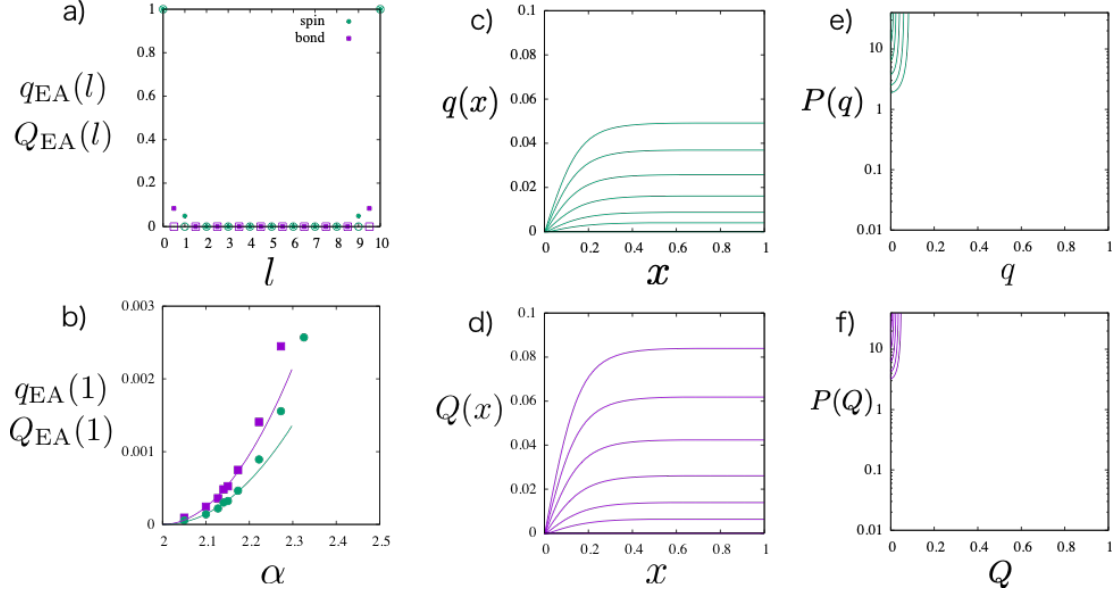 a)
q_EA(l)
Q_EA(l)
1
0.8
0.6
0.4
0.2
0
spin
bond
0 1 2 3 4 5 6 7 8 9 10
l
b)
q_EA(1)
Q_EA(1)
0.003
0.002
0.001
0
2 2.1 2.2 2.3 2.4 2.5
α
c)
q(x)
0.1
0.08
0.06
0.04
0.02
0
0 0.2 0.4 0.6 0.8 1
x
d)
Q(x)
0.1
0.08
0.06
0.04
0.02
0
0 0.2 0.4 0.6 0.8 1
x
e)
P(q)
10
1
0.1
0.01
0.2 0.4 0.6 0.8 1
q
f)
P(Q)
10
1
0.1
0.01
0.2 0.4 0.6 0.8 1
Q